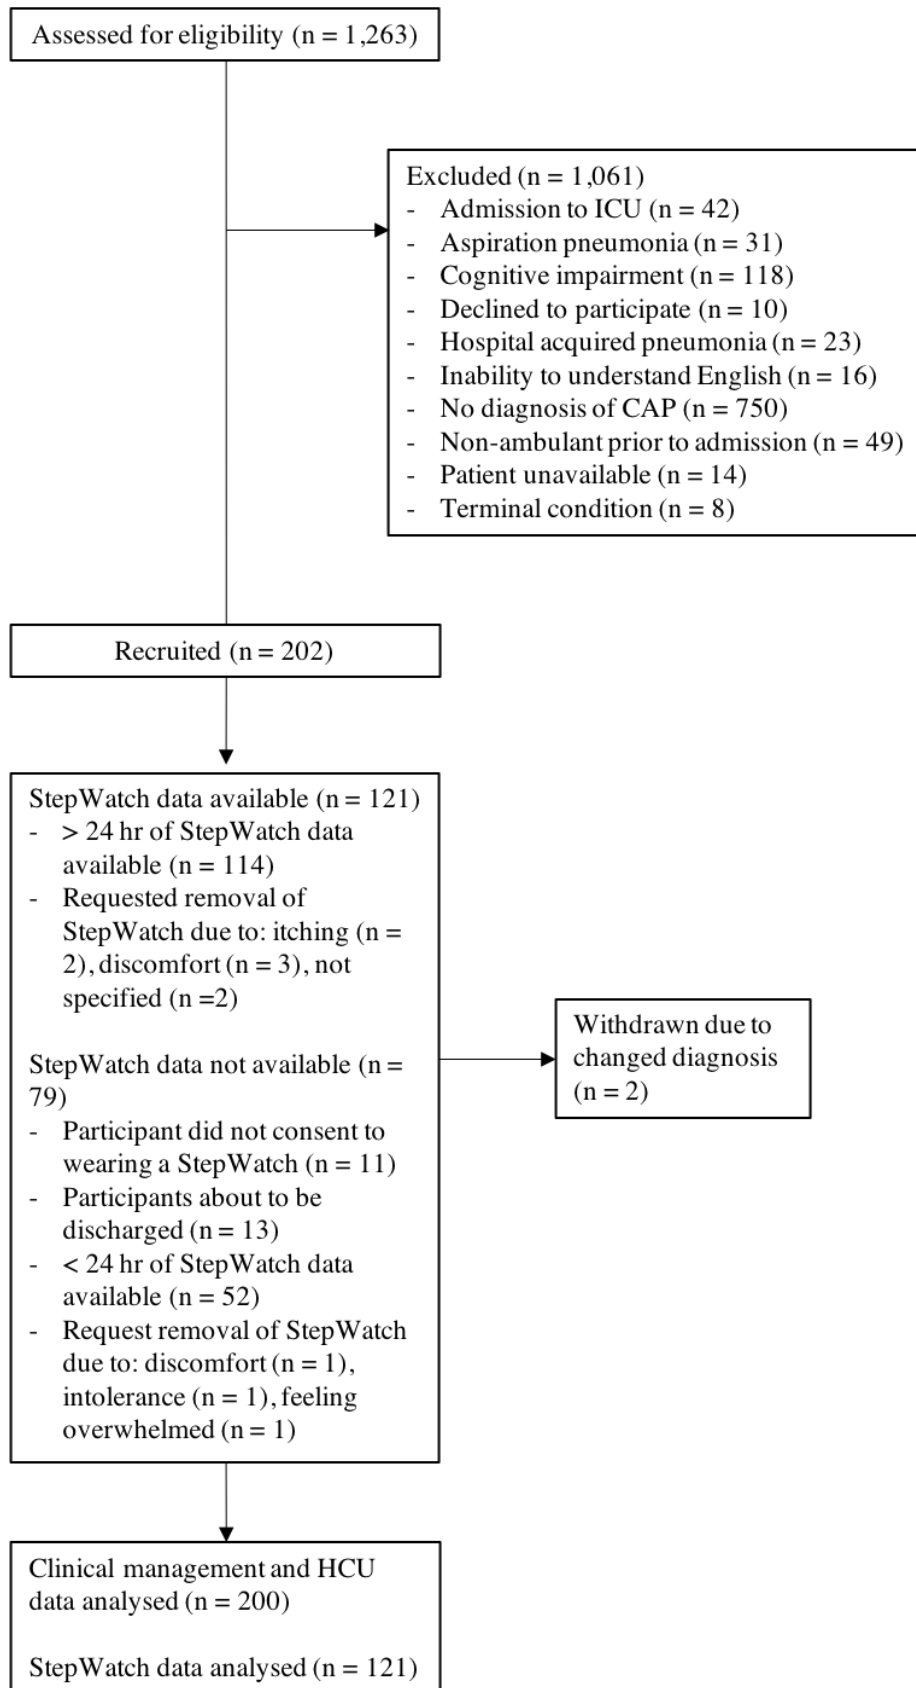 Assessed for eligibility (n = 1,263)
Excluded (n = 1,061)
- Admission to ICU (n = 42)
- Aspiration pneumonia (n = 31)
- Cognitive impairment (n = 118)
- Declined to participate (n = 10)
- Hospital acquired pneumonia (n = 23)
- Inability to understand English (n = 16)
- No diagnosis of CAP (n = 750)
- Non-ambulant prior to admission (n = 49)
- Patient unavailable (n = 14)
- Terminal condition (n = 8)
Recruited (n = 202)
StepWatch data available (n = 121)
- > 24 hr of StepWatch data
available (n = 114)
- Requested removal of
StepWatch due to: itching (n =
2), discomfort (n = 3), not
specified (n =2)
StepWatch data not available (n =
79)
- Participant did not consent to
wearing a StepWatch (n = 11)
- Participants about to be
discharged (n = 13)
- < 24 hr of StepWatch data
available (n = 52)
- Request removal of StepWatch
due to: discomfort (n = 1),
intolerance (n = 1), feeling
overwhelmed (n = 1)
Withdrawn due to
changed diagnosis
(n = 2)
Clinical management and HCU
data analysed (n = 200)
StepWatch data analysed (n = 121)